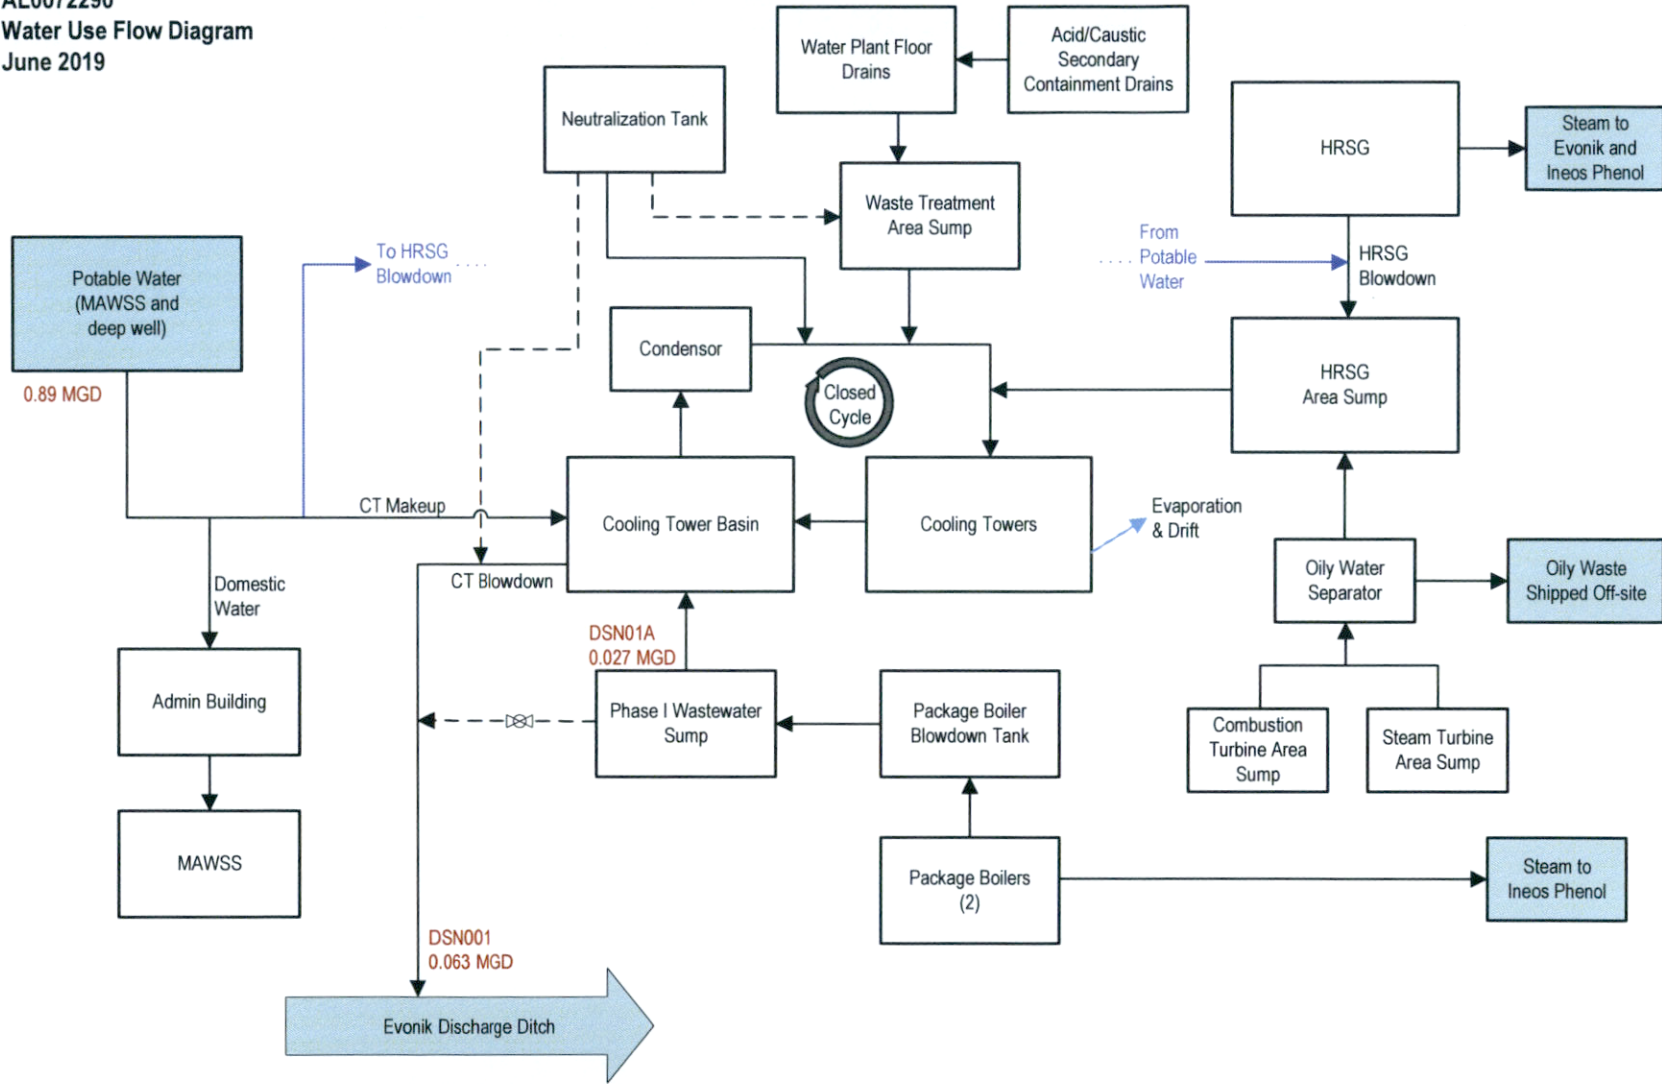 AL0072290
Water Use Flow Diagram
June 2019
Water Plant Floor
Drains
Acid/Caustic
Secondary
Containment Drains
Neutralization Tank
HRSG
Steam to
Evonik and
Ineos Phenol
Waste Treatment
Area Sump
Potable Water
(MAWSS and
deep well)
To HRSG
Blowdown
From
Potable
Water
HRSG
Blowdown
0.89 MGD
Condensor
Closed
Cycle
HRSG
Area Sump
CT Makeup
Cooling Tower Basin
Cooling Towers
Evaporation
& Drift
CT Blowdown
Domestic
Water
Oily Water
Separator
Oily Waste
Shipped Off-site
DSN01A
0.027 MGD
Admin Building
Phase I Wastewater
Sump
Package Boiler
Blowdown Tank
Combustion
Turbine Area
Sump
Steam Turbine
Area Sump
MAWSS
Package Boilers
(2)
Steam to
Ineos Phenol
DSN001
0.063 MGD
Evonik Discharge Ditch